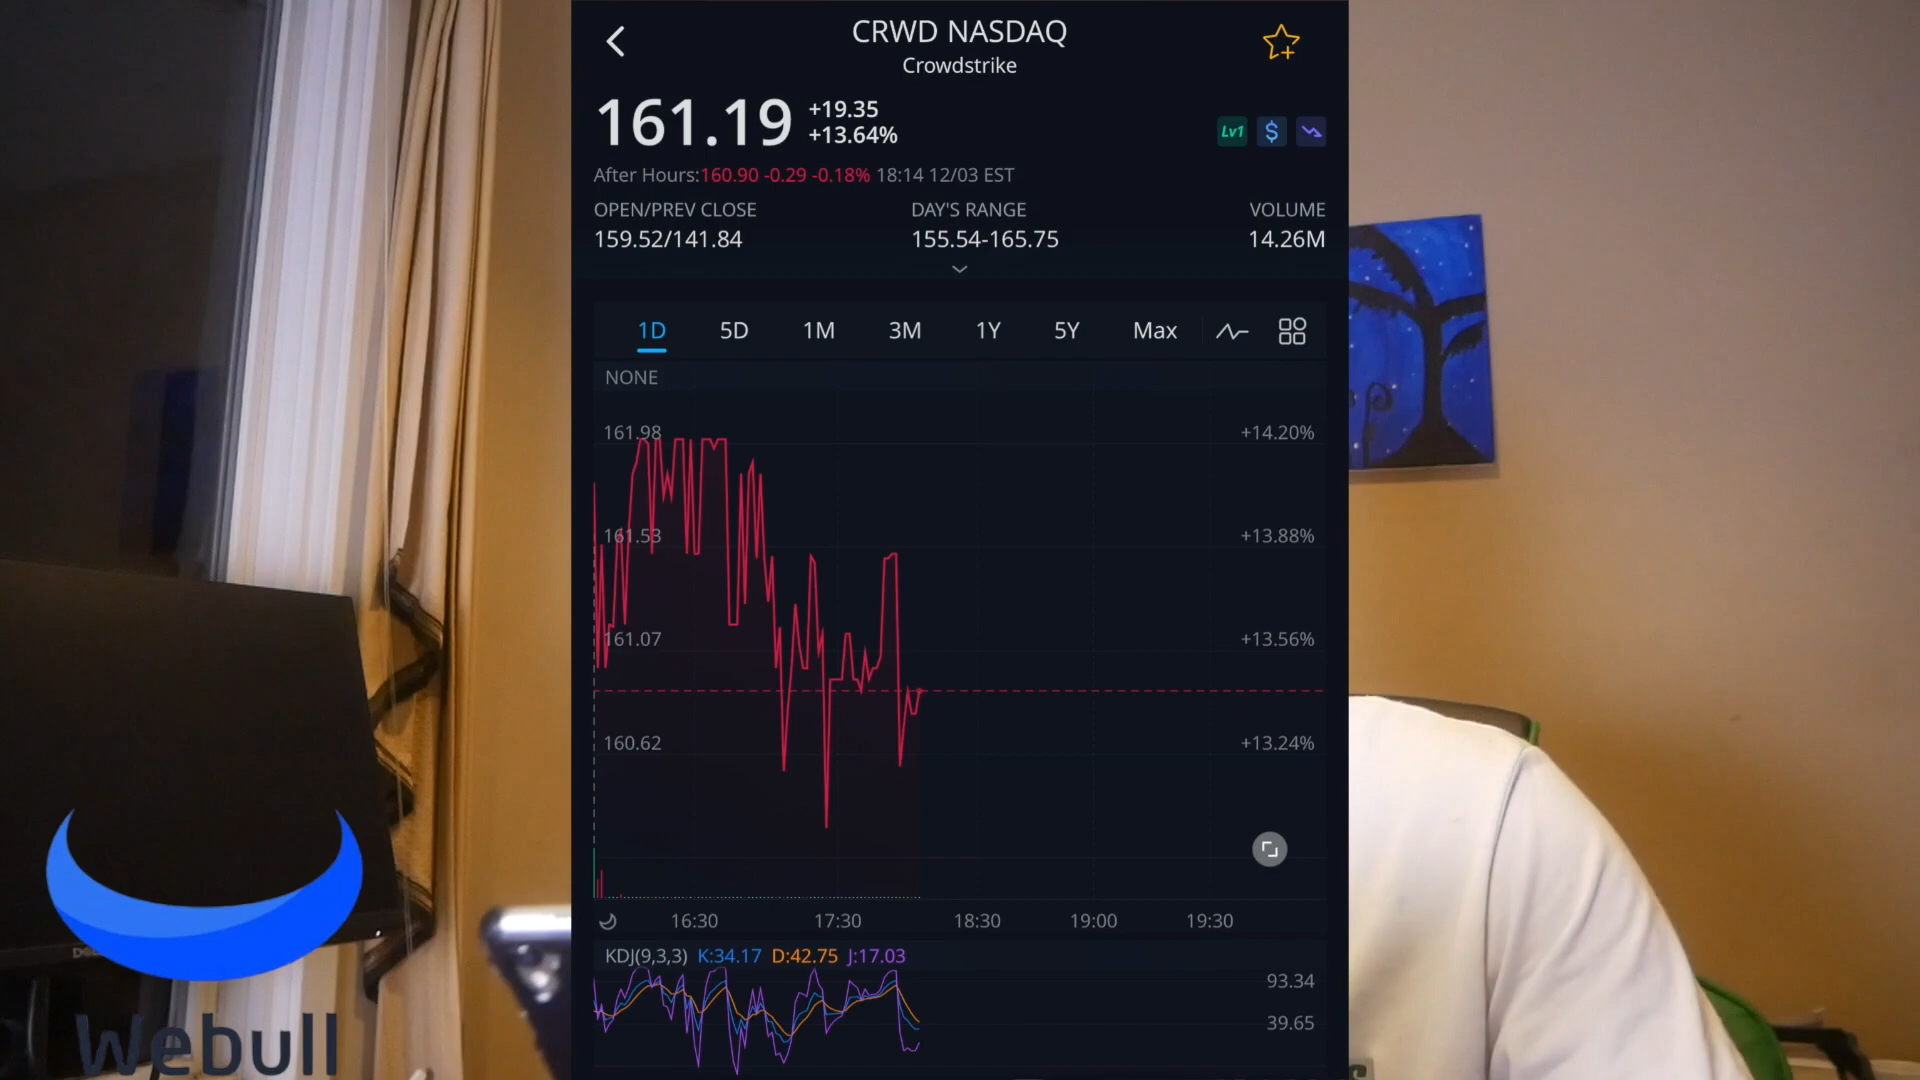 CRWD NASDAQ
Crowdstrike
161.19
+19.35
+13.64%
Lv1
$
After Hours:160.90 -0.29 -0.18% 18:14 12/03 EST
OPEN/PREV CLOSE DAY'S RANGE VOLUME
159.52/141.84 155.54-165.75 14.26M
1D 5D 1M 3M 1Y 5Y Max
NONE
161.98 +14.20%
161.53 +13.88%
161.07 +13.56%
160.62 +13.24%
16:30 17:30 18:30 19:00 19:30
KDJ(9,3,3) K:34.17 D:42.75 J:17.03
93.34
39.65
Webull